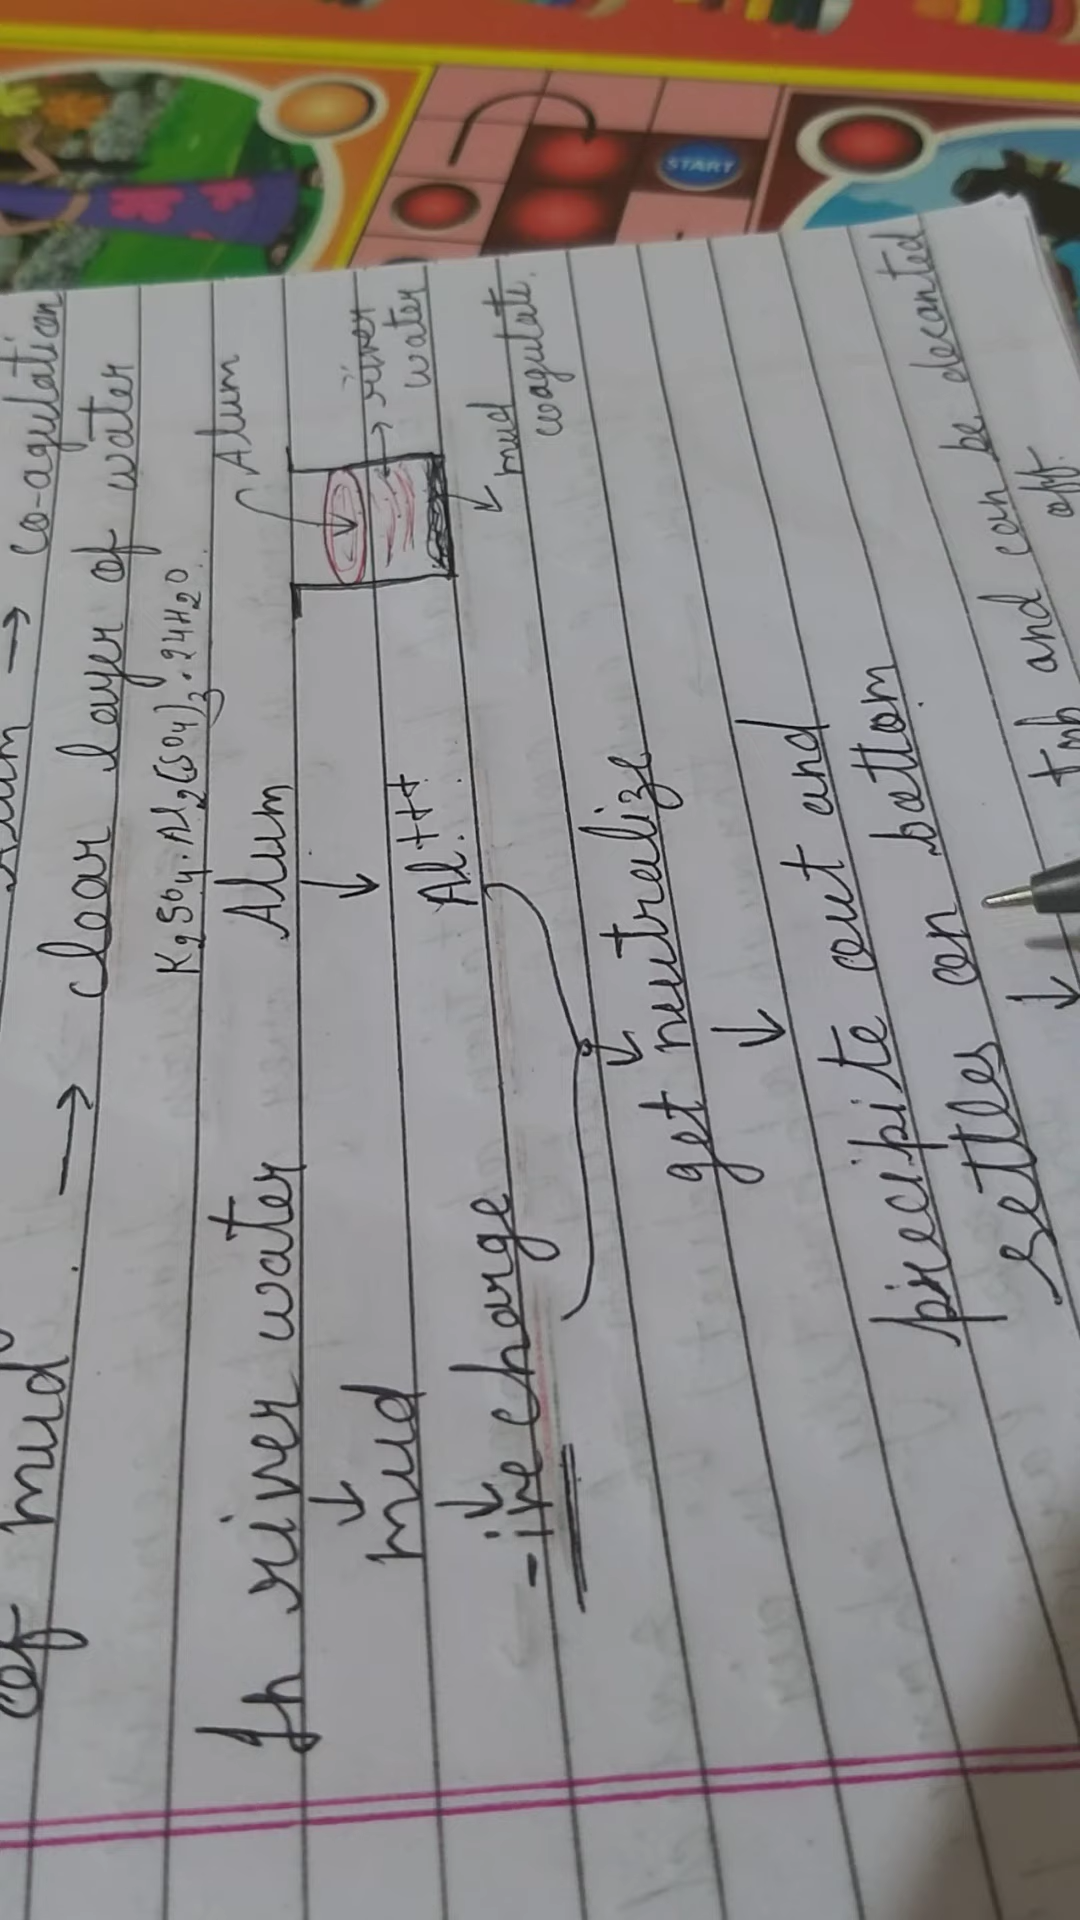 → co-agulation
of mud → clear layer of water
K2SO4.Al2(SO4)3.24H2O
In river water Alum
↓ ↓
mud Al+++
↓
-ive charge
↓
get neutralize
↓
precipite out and
settles on bottom
↓
and can be decanted
off.
Alum
→ river
water
mud
coagulate.
START